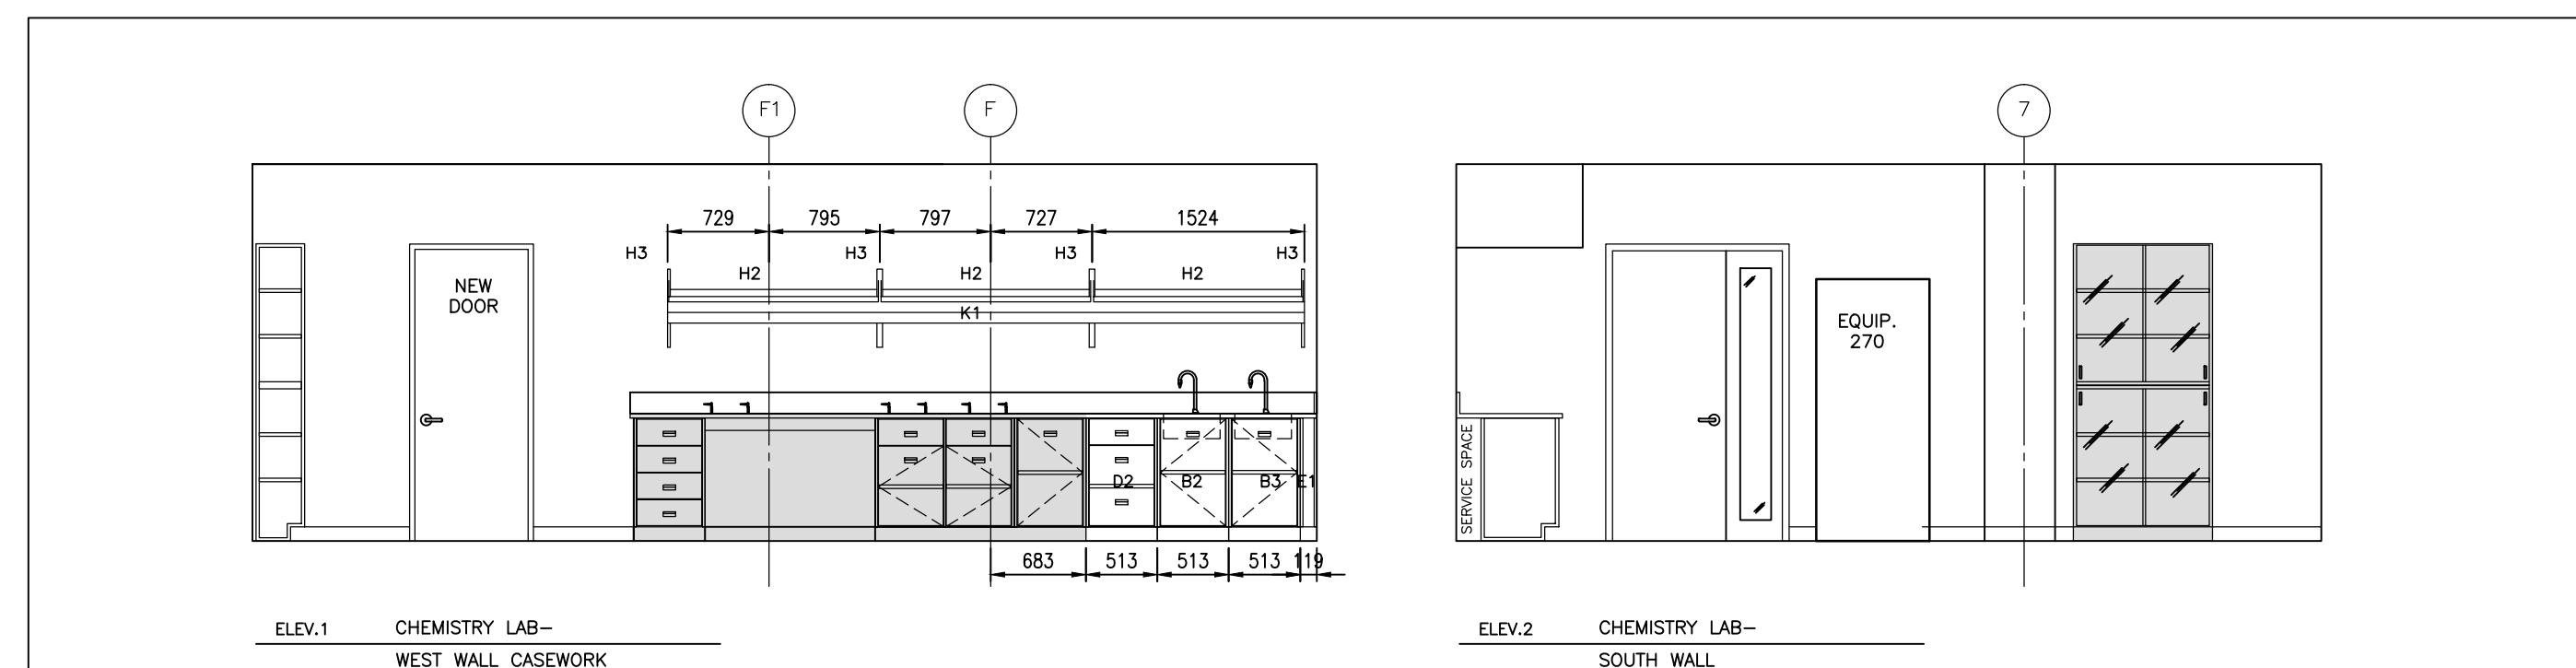 F1 F 7
729 795 797 727 1524
H3 H3 H3 H3
H2 H2 H2
K1
NEW
DOOR
D2 B2 B3 E1
683 513 513 513 119
EQUIP.
270
SERVICE SPACE
ELEV.1 CHEMISTRY LAB-
WEST WALL CASEWORK
ELEV.2 CHEMISTRY LAB-
SOUTH WALL